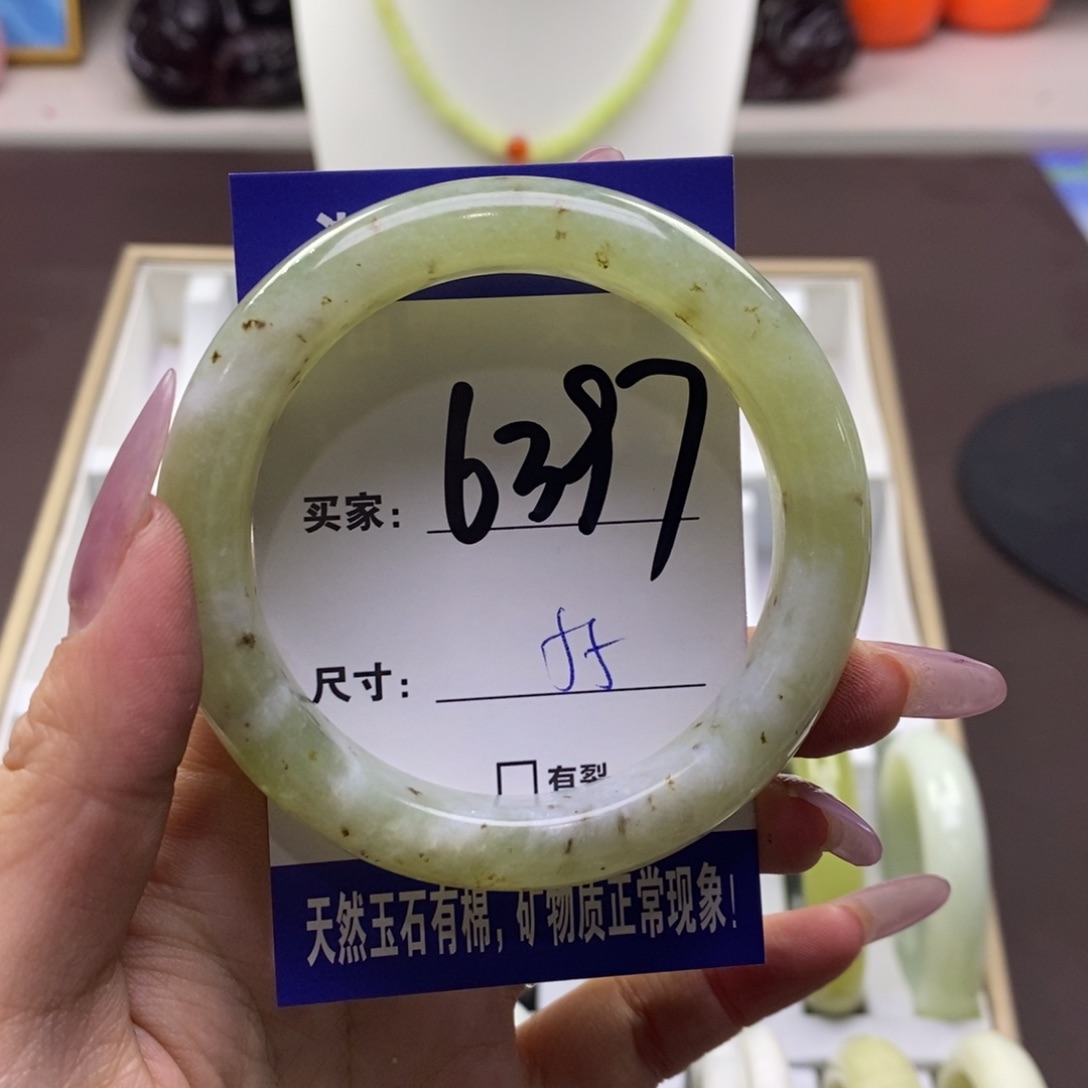 买家： 6397
尺寸：
□ 有裂
天然玉石有棉，矿物质正常现象！